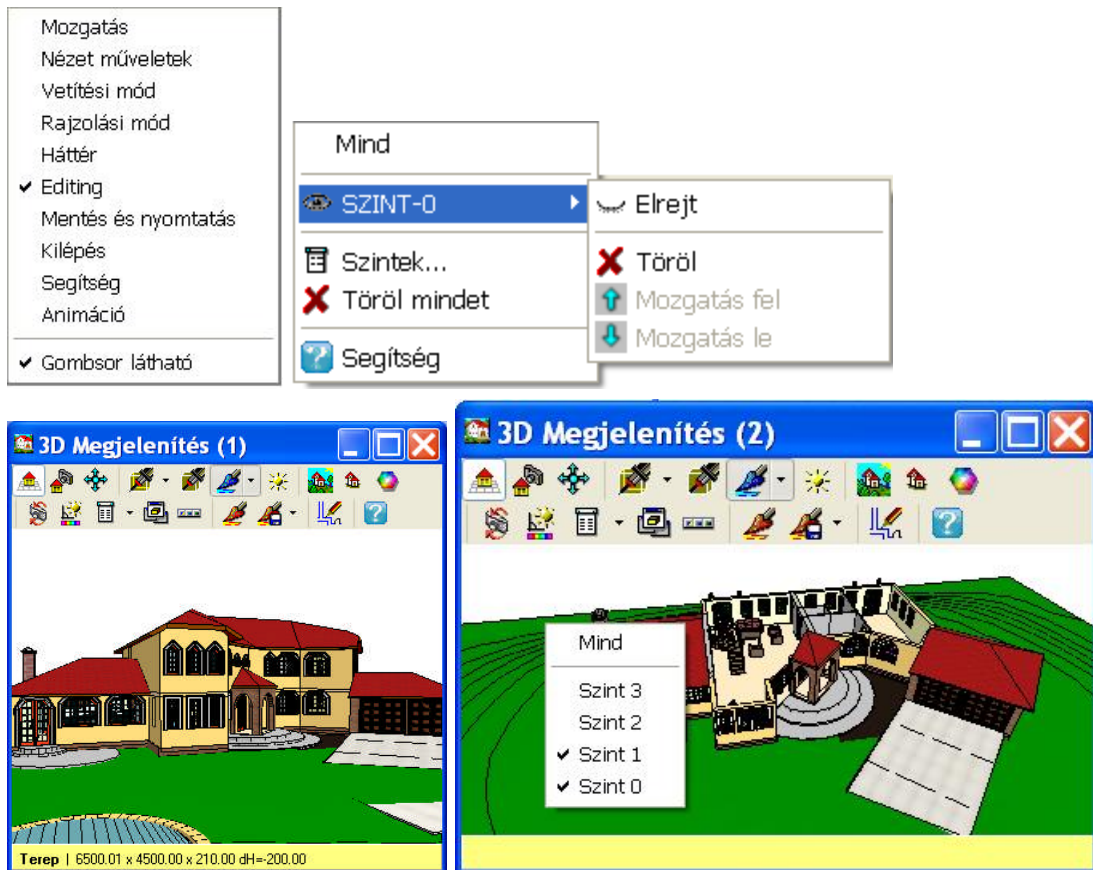 Mozgatás
Nézet műveletek
Vetítési mód
Rajzolási mód
Háttér
Editing
Mentés és nyomtatás
Kilépés
Segítség
Animáció
Gombsor látható
Mind
SZINT-0
Szintek...
Töröl mindet
Segítség
Elrejt
Töröl
Mozgatás fel
Mozgatás le
3D Megjelenítés (1)
Terep | 6500.01 x 4500.00 x 210.00 dH=-200.00
3D Megjelenítés (2)
Mind
Szint 3
Szint 2
Szint 1
Szint 0